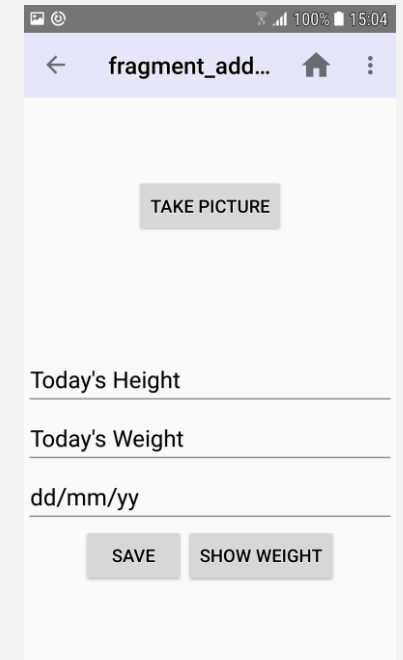 100% 15:04
fragment_add...
TAKE PICTURE
Today's Height
Today's Weight
dd/mm/yy
SAVE SHOW WEIGHT